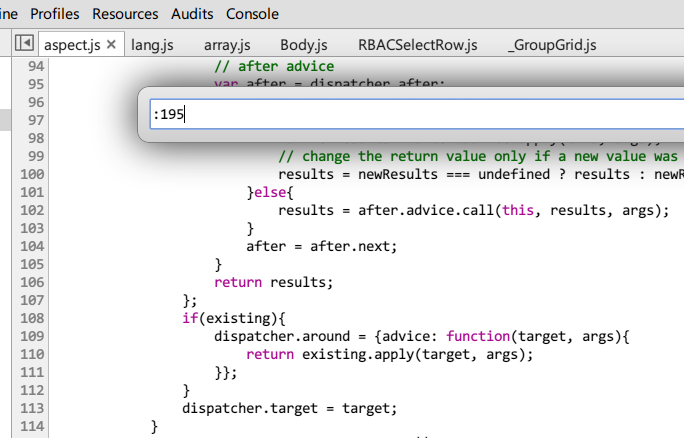 ine Profiles Resources Audits Console
aspect.js × lang.js array.js Body.js RBACSelectRow.js _GroupGrid.js
94 // after advice
95 var after = dispatcher.after;
96
:195
97
98
99 // change the return value only if a new value was
100 results = newResults === undefined ? results : newR
101 }else{
102 results = after.advice.call(this, results, args);
103 }
104 after = after.next;
105 }
106 return results;
107 };
108 if(existing){
109 dispatcher.around = {advice: function(target, args){
110 return existing.apply(target, args);
111 }};
112 }
113 dispatcher.target = target;
114 }